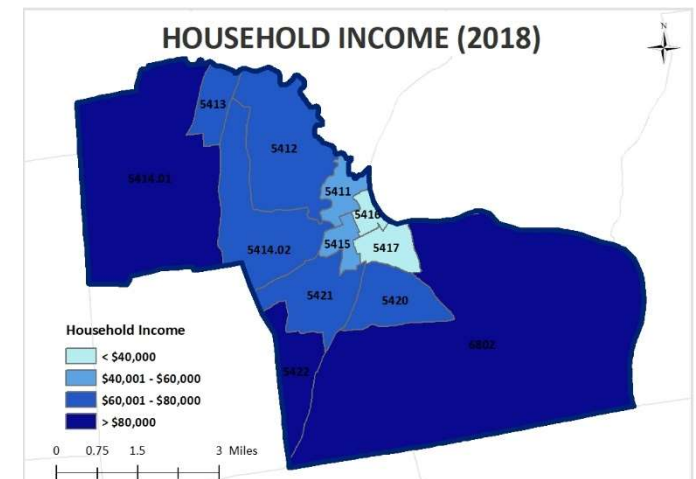 HOUSEHOLD INCOME (2018)
N
5413
5412
5414.01
5411
5416
5415
5417
5414.02
5421
5420
6802
5422
Household Income
< $40,000
$40,001 - $60,000
$60,001 - $80,000
> $80,000
0 0.75 1.5 3 Miles